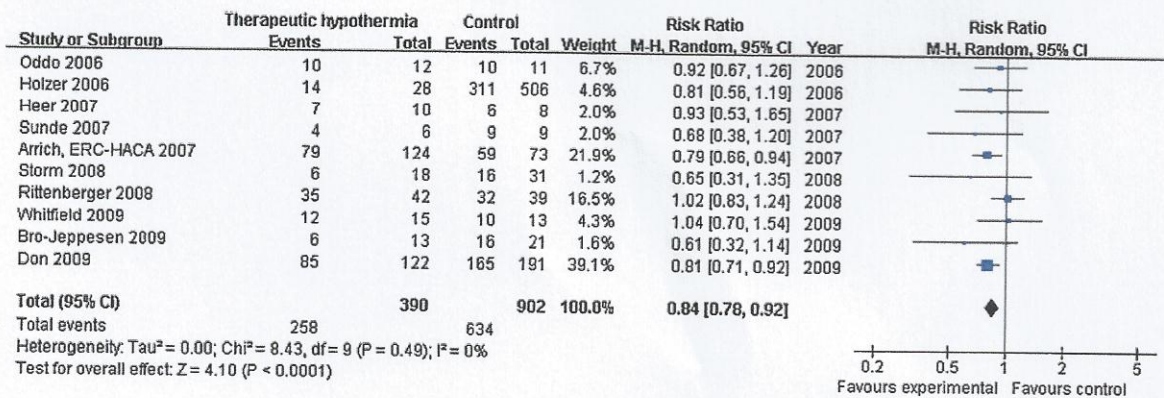 Therapeutic hypothermia Control Risk Ratio Risk Ratio
Study or Subgroup Events Total Events Total Weight M-H, Random, 95% CI Year M-H, Random, 95% CI
Oddo 2006 10 12 10 11 6.7% 0.92 [0.67, 1.26] 2006
Holzer 2006 14 28 311 506 4.6% 0.81 [0.56, 1.19] 2006
Heer 2007 7 10 6 8 2.0% 0.93 [0.53, 1.65] 2007
Sunde 2007 4 6 9 9 2.0% 0.68 [0.38, 1.20] 2007
Arrich, ERC-HACA 2007 79 124 59 73 21.9% 0.79 [0.66, 0.94] 2007
Storm 2008 6 18 16 31 1.2% 0.65 [0.31, 1.35] 2008
Rittenberger 2008 35 42 32 39 16.5% 1.02 [0.83, 1.24] 2008
Whitfield 2009 12 15 10 13 4.3% 1.04 [0.70, 1.54] 2009
Bro-Jeppesen 2009 6 13 16 21 1.6% 0.61 [0.32, 1.14] 2009
Don 2009 85 122 165 191 39.1% 0.81 [0.71, 0.92] 2009
Total (95% CI) 390 902 100.0% 0.84 [0.78, 0.92]
Total events 258 634
Heterogeneity: Tau² = 0.00; Chi² = 8.43, df = 9 (P = 0.49); I² = 0%
Test for overall effect: Z = 4.10 (P < 0.0001)
0.2 0.5 1 2 5
Favours experimental Favours control